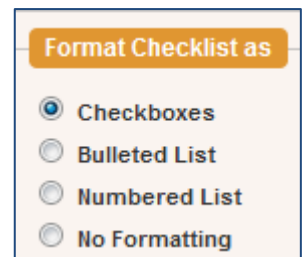 Format Checklist as
Checkboxes
Bulleted List
Numbered List
No Formatting